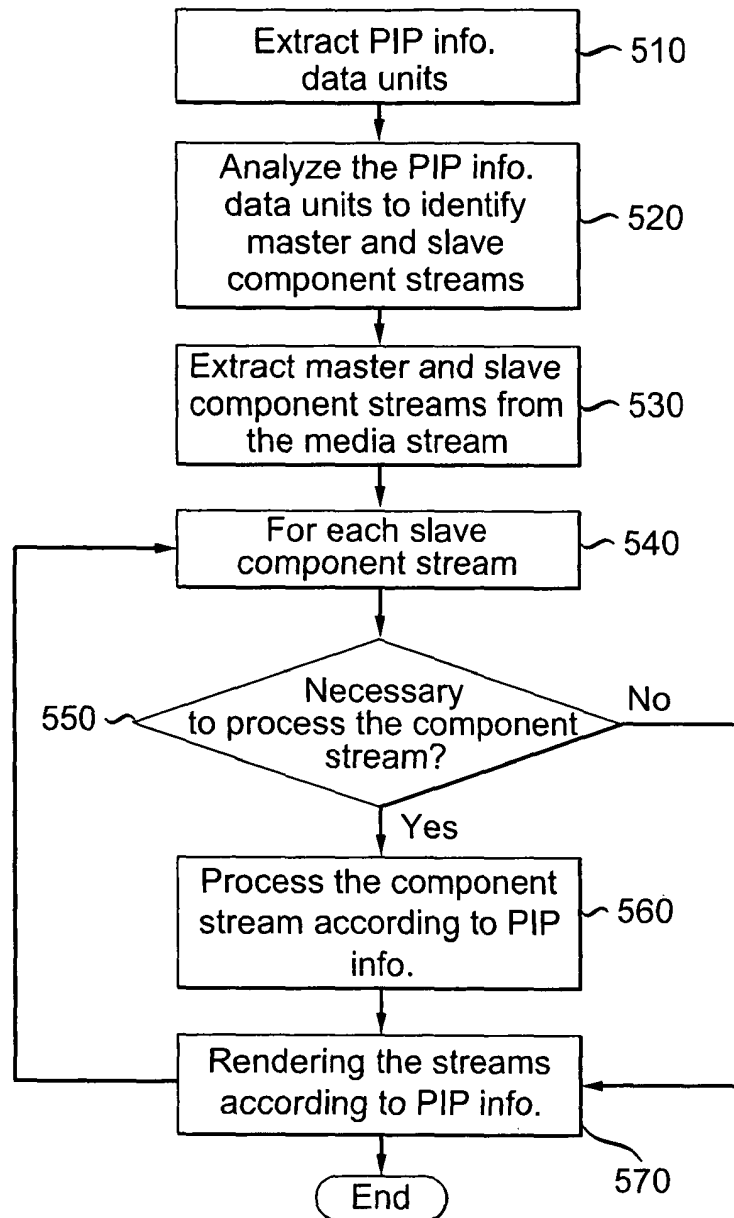 Extract PIP info.
data units
510
Analyze the PIP info.
data units to identify
master and slave
component streams
520
Extract master and slave
component streams from
the media stream
530
For each slave
component stream
540
Necessary
to process the component
stream?
550
No
Yes
Process the component
stream according to PIP
info.
560
Rendering the streams
according to PIP info.
570
End